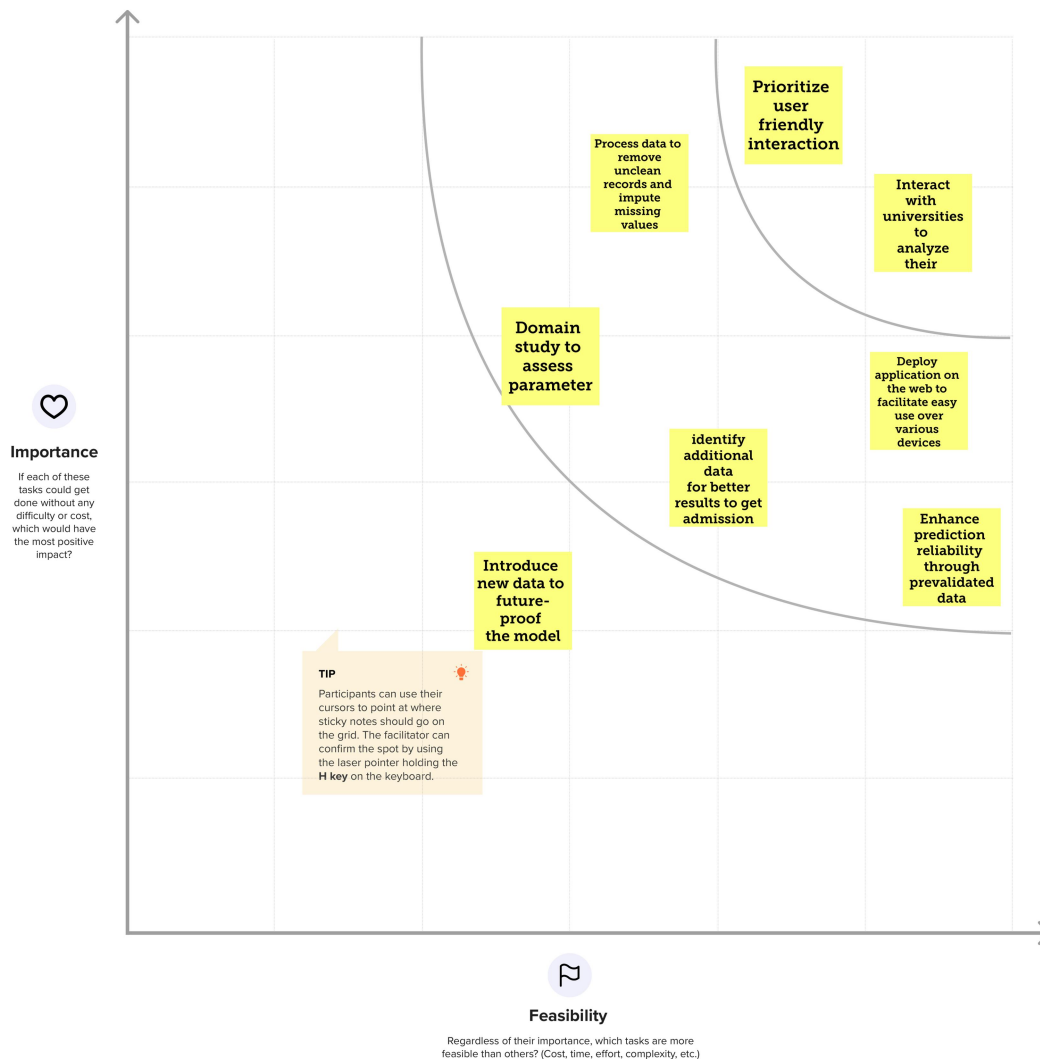 Prioritize
user
friendly
interaction
Process data to
remove
unclean
records and
impute
missing
values
Interact
with
universities
to
analyze
their
Domain
study to
assess
parameter
Deploy
application on
the web to
facilitate easy
use over
various
devices
Importance
If each of these
tasks could get
done without any
difficulty or cost,
which would have
the most positive
impact?
identify
additional
data
for better
results to get
admission
Enhance
prediction
reliability
through
prevalidated
data
Introduce
new data to
future-
proof
the model
TIP
Participants can use their
cursors to point at where
sticky notes should go on
the grid. The facilitator can
confirm the spot by using
the laser pointer holding the
H key on the keyboard.
Feasibility
Regardless of their importance, which tasks are more
feasible than others? (Cost, time, effort, complexity, etc.)